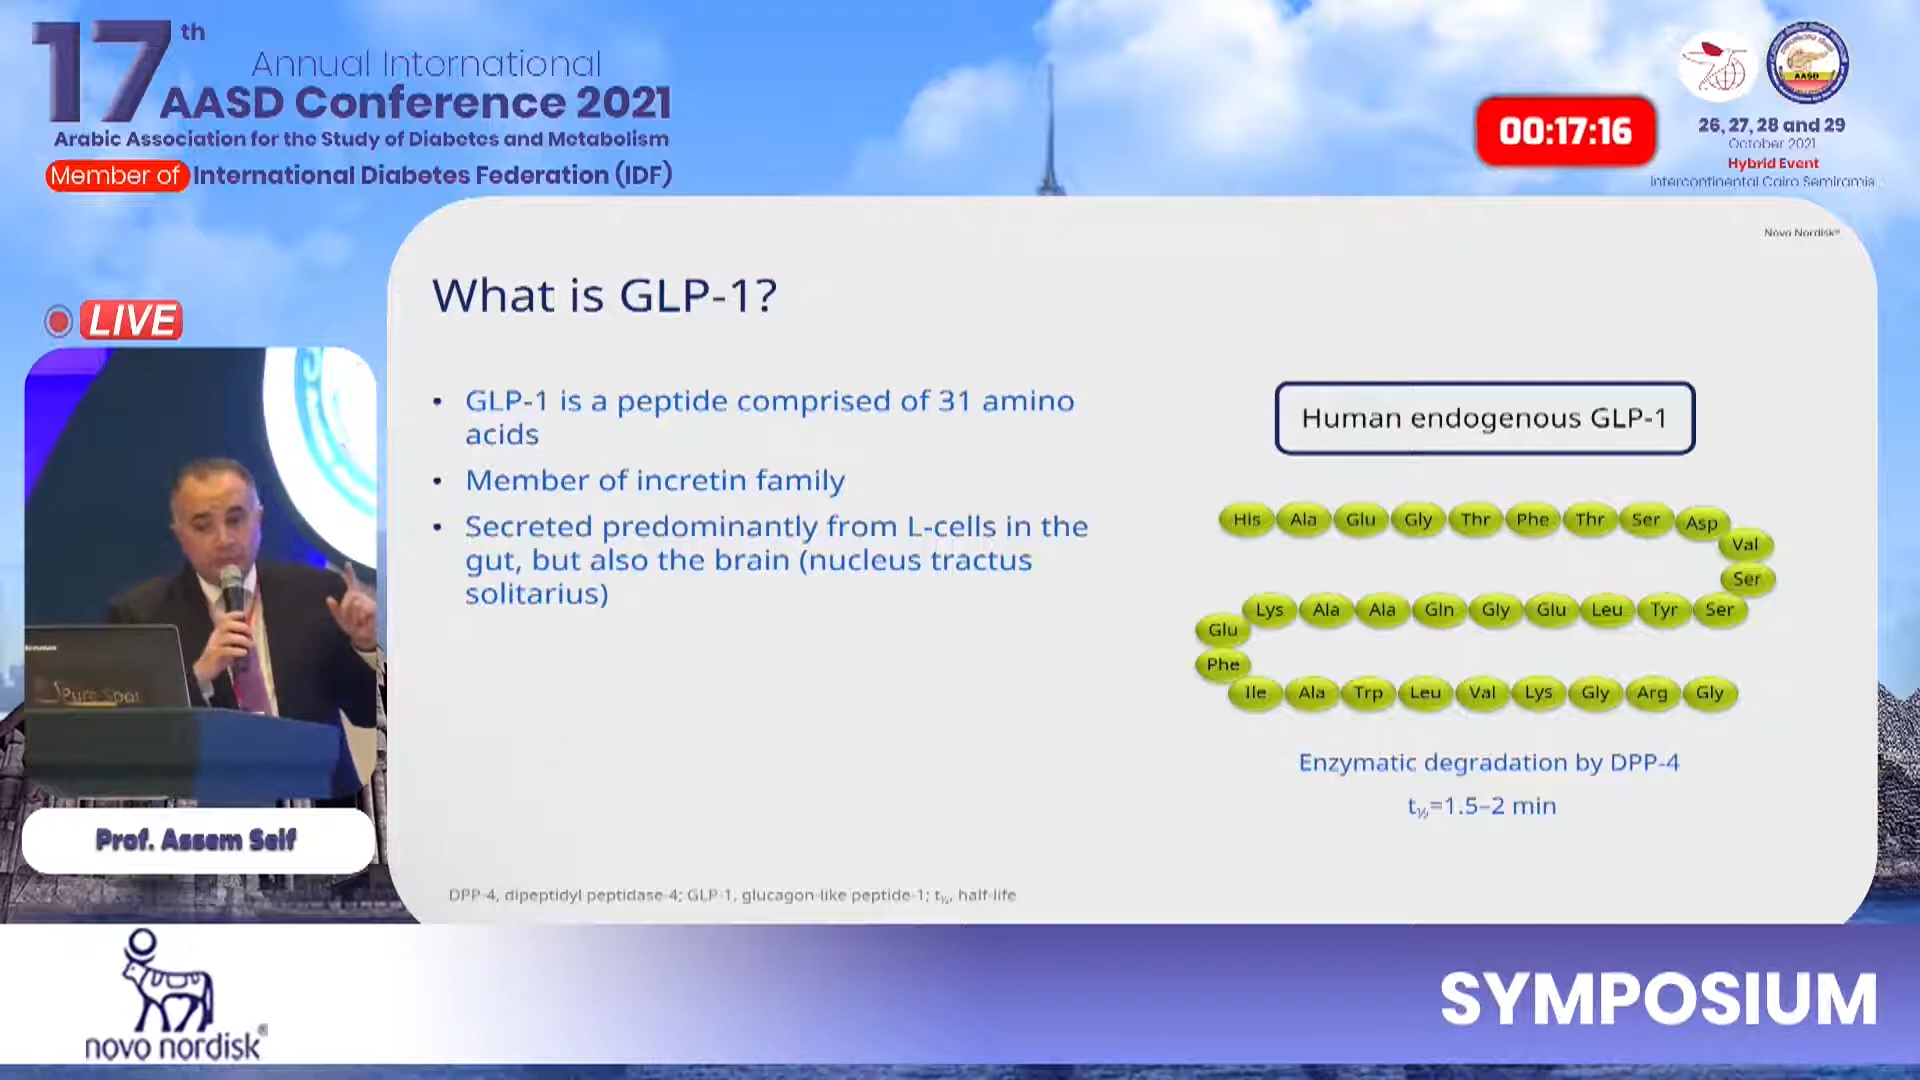 17th
Annual International
AASD Conference 2021
Arabic Association for the Study of Diabetes and Metabolism
Member of International Diabetes Federation (IDF)
00:17:16
AASD
26, 27, 28 and 29
October 2021
Hybrid Event
Intercontinental Cairo Semiramis
Novo Nordisk®
LIVE
What is GLP-1?
• GLP-1 is a peptide comprised of 31 amino
acids
• Member of incretin family
• Secreted predominantly from L-cells in the
gut, but also the brain (nucleus tractus
solitarius)
Human endogenous GLP-1
His Ala Glu Gly Thr Phe Thr Ser Asp
Val
Ser
Lys Ala Ala Gln Gly Glu Leu Tyr Ser
Glu
Phe
Ile Ala Trp Leu Val Lys Gly Arg Gly
Enzymatic degradation by DPP-4
t½=1.5–2 min
DPP-4, dipeptidyl peptidase-4; GLP-1, glucagon-like peptide-1; t½, half-life
Prof. Assem Seif
novo nordisk®
SYMPOSIUM